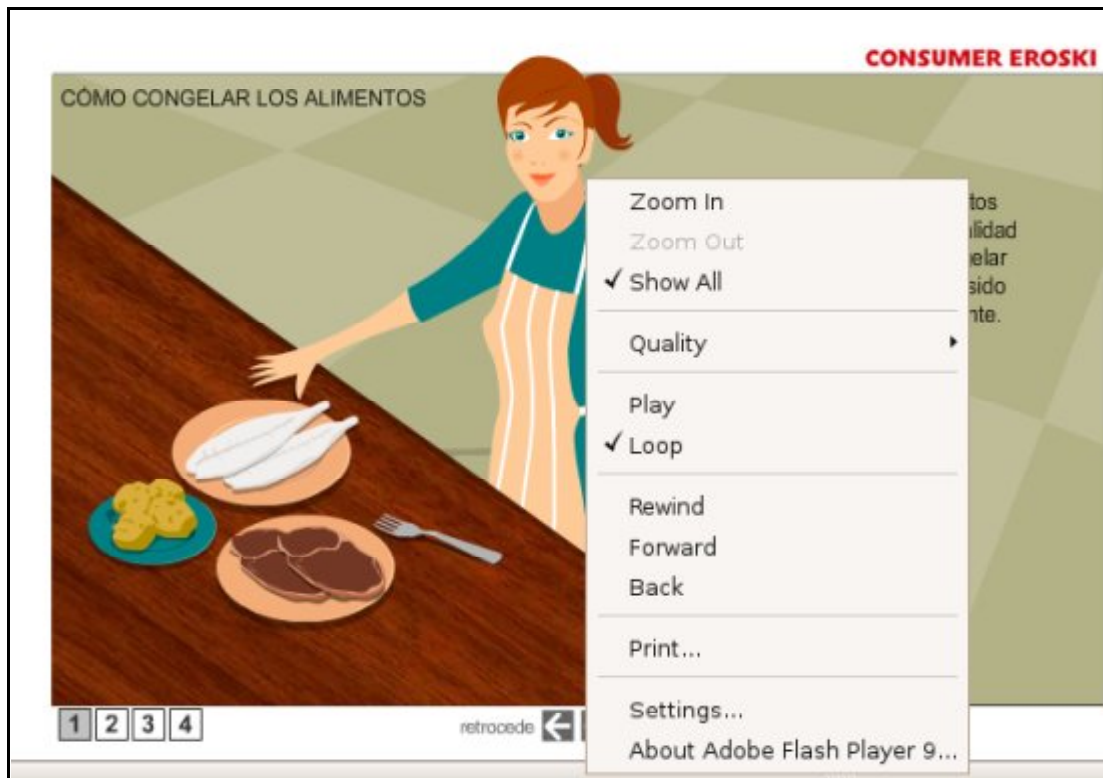 CONSUMER EROSKI
CÓMO CONGELAR LOS ALIMENTOS
Zoom In
Zoom Out
Show All
Quality
Play
Loop
Rewind
Forward
Back
Print...
Settings...
About Adobe Flash Player 9...
1 2 3 4
retrocede